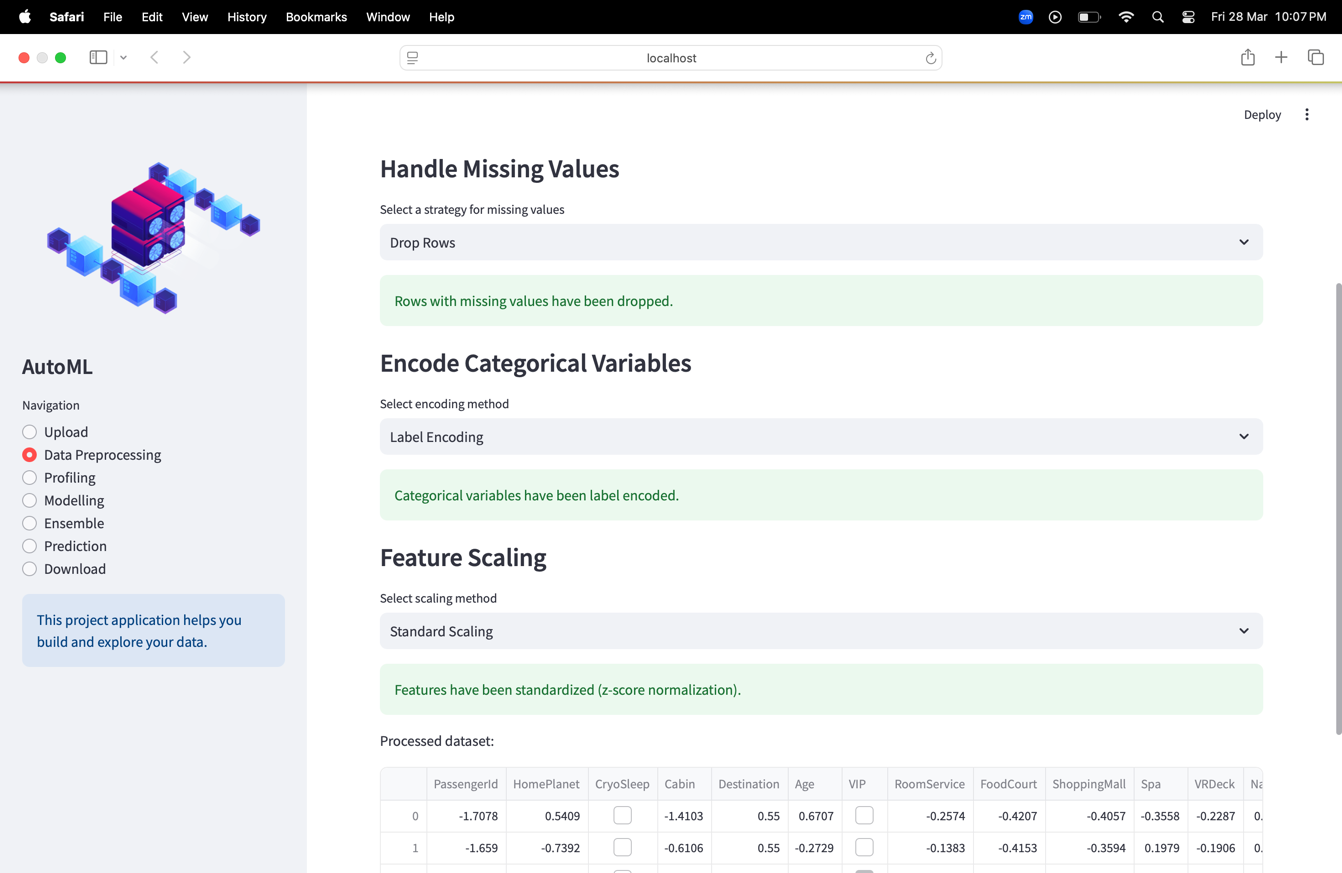 Safari File Edit View History Bookmarks Window Help zm Fri 28 Mar 10:07 PM
localhost
Deploy
AutoML
Navigation
Upload
Data Preprocessing
Profiling
Modelling
Ensemble
Prediction
Download
This project application helps you
build and explore your data.
Handle Missing Values
Select a strategy for missing values
Drop Rows
Rows with missing values have been dropped.
Encode Categorical Variables
Select encoding method
Label Encoding
Categorical variables have been label encoded.
Feature Scaling
Select scaling method
Standard Scaling
Features have been standardized (z-score normalization).
Processed dataset:
PassengerId HomePlanet CryoSleep Cabin Destination Age VIP RoomService FoodCourt ShoppingMall Spa VRDeck Na
0 -1.7078 0.5409 -1.4103 0.55 0.6707 -0.2574 -0.4207 -0.4057 -0.3558 -0.2287 0.
1 -1.659 -0.7392 -0.6106 0.55 -0.2729 -0.1383 -0.4153 -0.3594 0.1979 -0.1906 0.